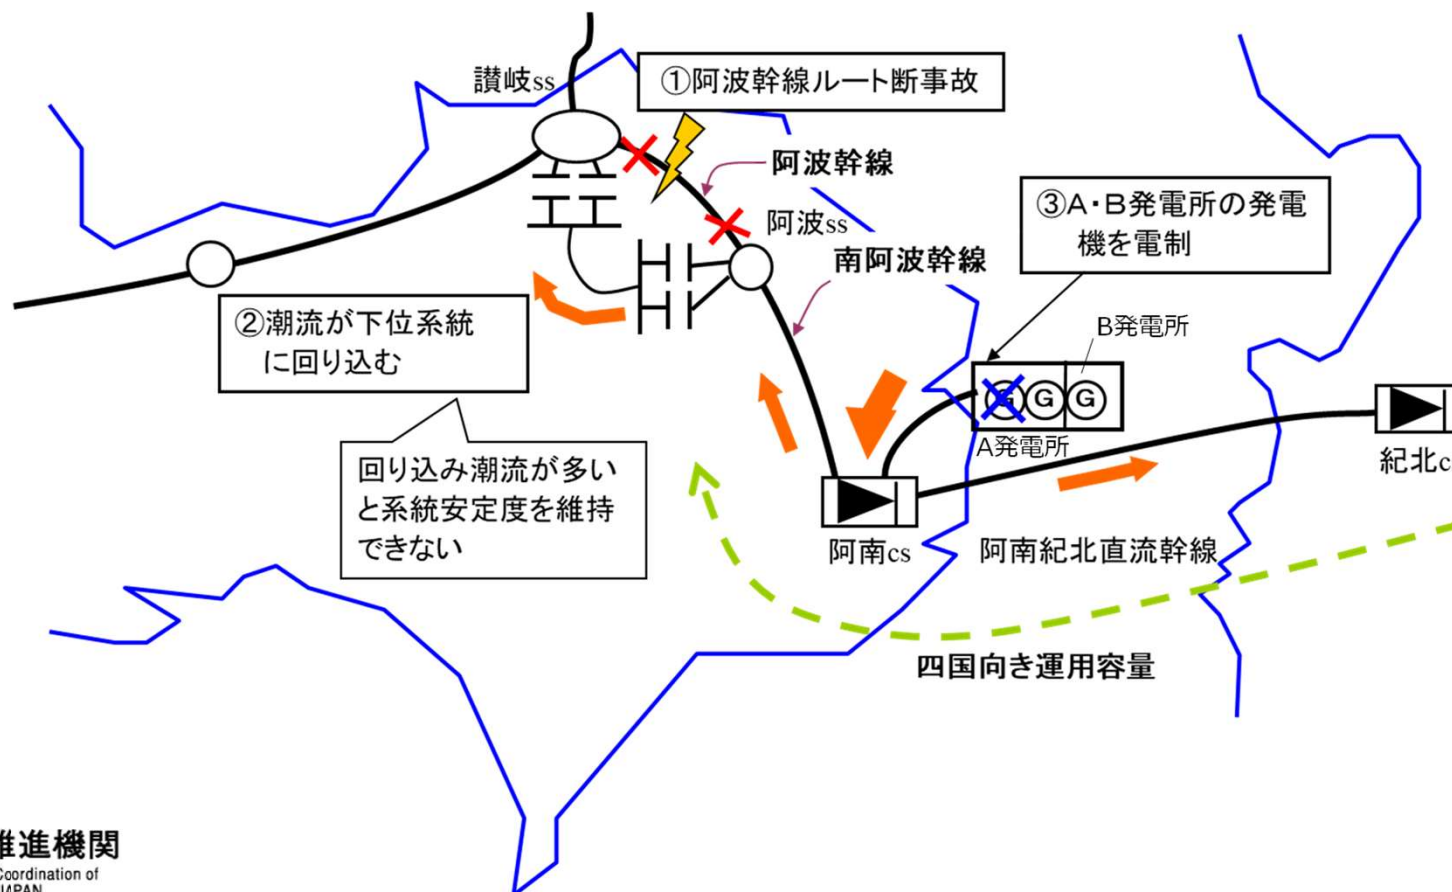 讃岐ss
①阿波幹線ルート断事故
阿波幹線
阿波ss
南阿波幹線
③A・B発電所の発電
機を電制
②潮流が下位系統
に回り込む
B発電所
G
G
G
A発電所
回り込み潮流が多い
と系統安定度を維持
できない
紀北c
阿南cs
阿南紀北直流幹線
四国向き運用容量
推進機関
Coordination of
JAPAN